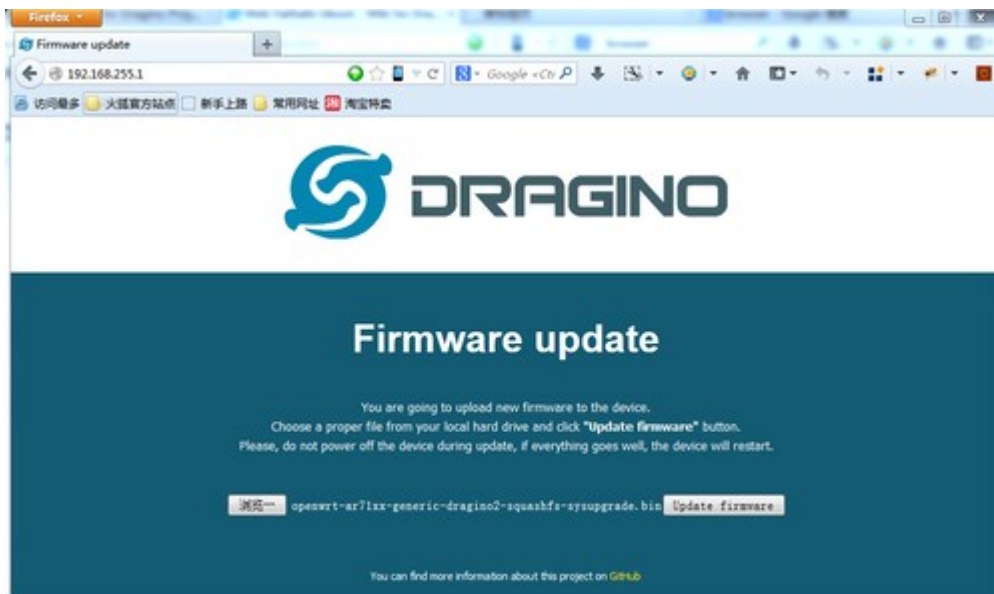 Firefox
Firmware update
192.168.255.1
Google <Ctr
访问最多 火狐官方站点 新手上路 常用网址 淘宝特卖
DRAGINO
Firmware update
You are going to upload new firmware to the device.
Choose a proper file from your local hard drive and click "Update firmware" button.
Please, do not power off the device during update, if everything goes well, the device will restart.
浏览… openwrt-ar71xx-generic-dragino2-squashfs-sysupgrade.bin Update firmware
You can find more information about this project on GitHub